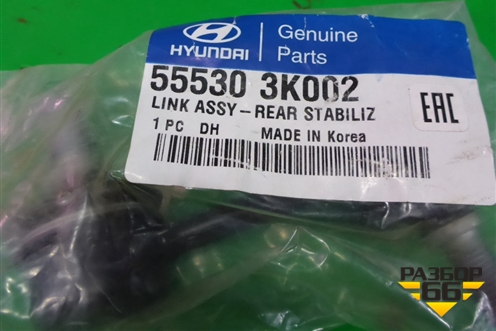 HYUNDAI
Genuine
Parts
55530 3K002
LINK ASSY-REAR STABILIZ
1 PC DH MADE IN Korea
EAC
РАЗБОР
66